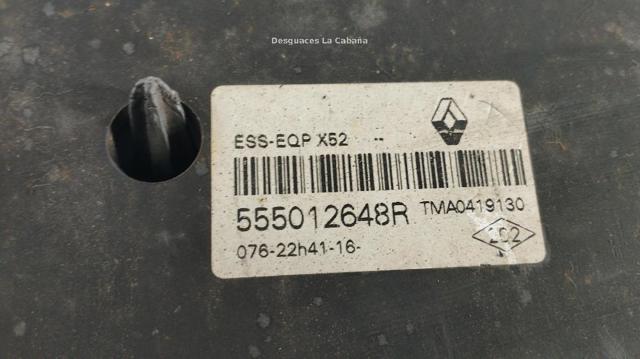 Desguaces La Cabaña
ESS-EQP X52 --
555012648R TMA0419130
076-22h41-16-